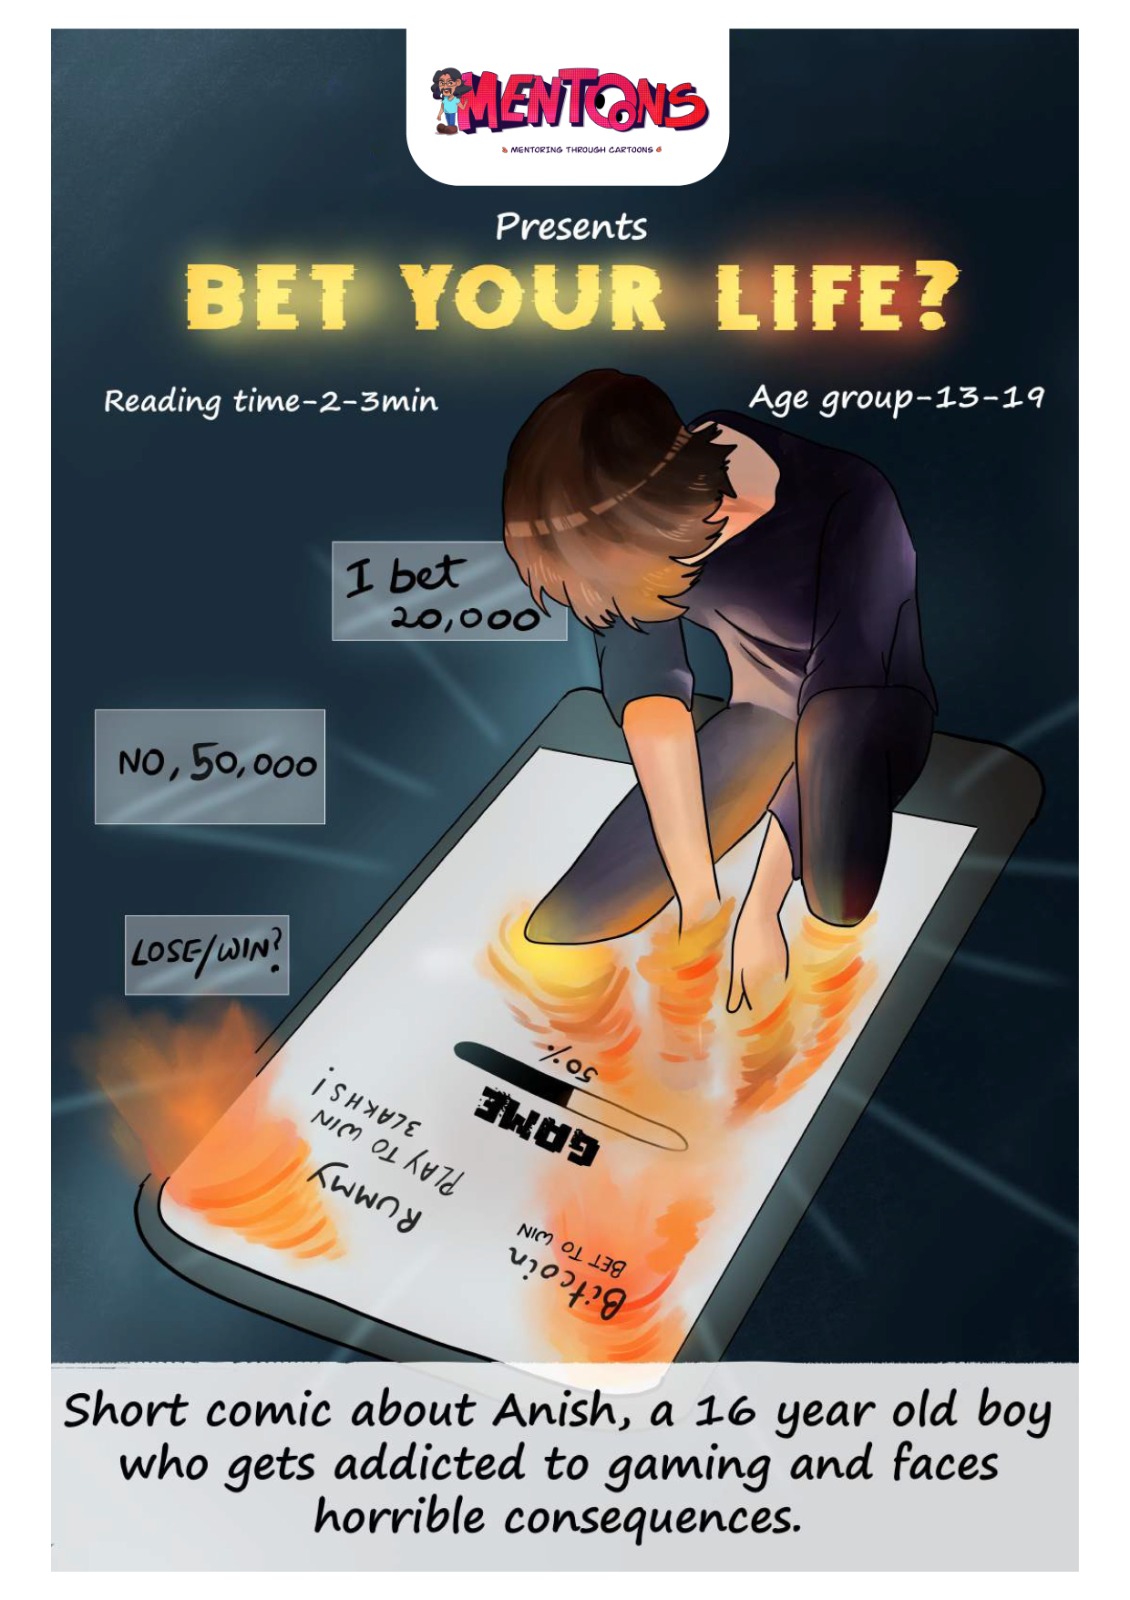 MENTOONS
MENTORING THROUGH CARTOONS
Presents
BET YOUR LIFE?
Reading time-2-3min
Age group-13-19
I bet
20,000
NO, 50,000
LOSE/WIN?
50%
GAME
RUMMY
PLAY TO WIN
3LAKHS!
Bitcoin
BET TO WIN
Short comic about Anish, a 16 year old boy
who gets addicted to gaming and faces
horrible consequences.